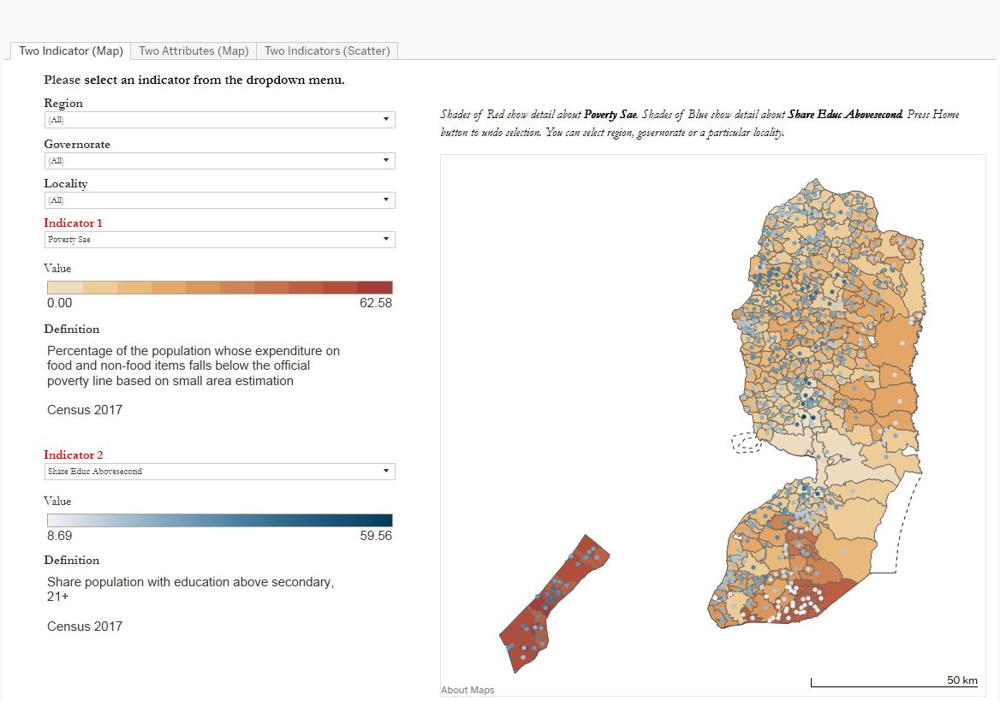 Two Indicator (Map)
Two Attributes (Map)
Two Indicators (Scatter)
Please select an indicator from the dropdown menu.
Region
(All)
Governorate
(All)
Locality
(All)
Indicator 1
Poverty Sae
Value
0.00
62.58
Definition
Percentage of the population whose expenditure on
food and non-food items falls below the official
poverty line based on small area estimation
Census 2017
Indicator 2
Share Educ Abovesecond
Value
8.69
59.56
Definition
Share population with education above secondary,
21+
Census 2017
Shades of Red show detail about Poverty Sae. Shades of Blue show detail about Share Educ Abovesecond. Press Home
button to undo selection. You can select region, governorate or a particular locality.
50 km
About Maps